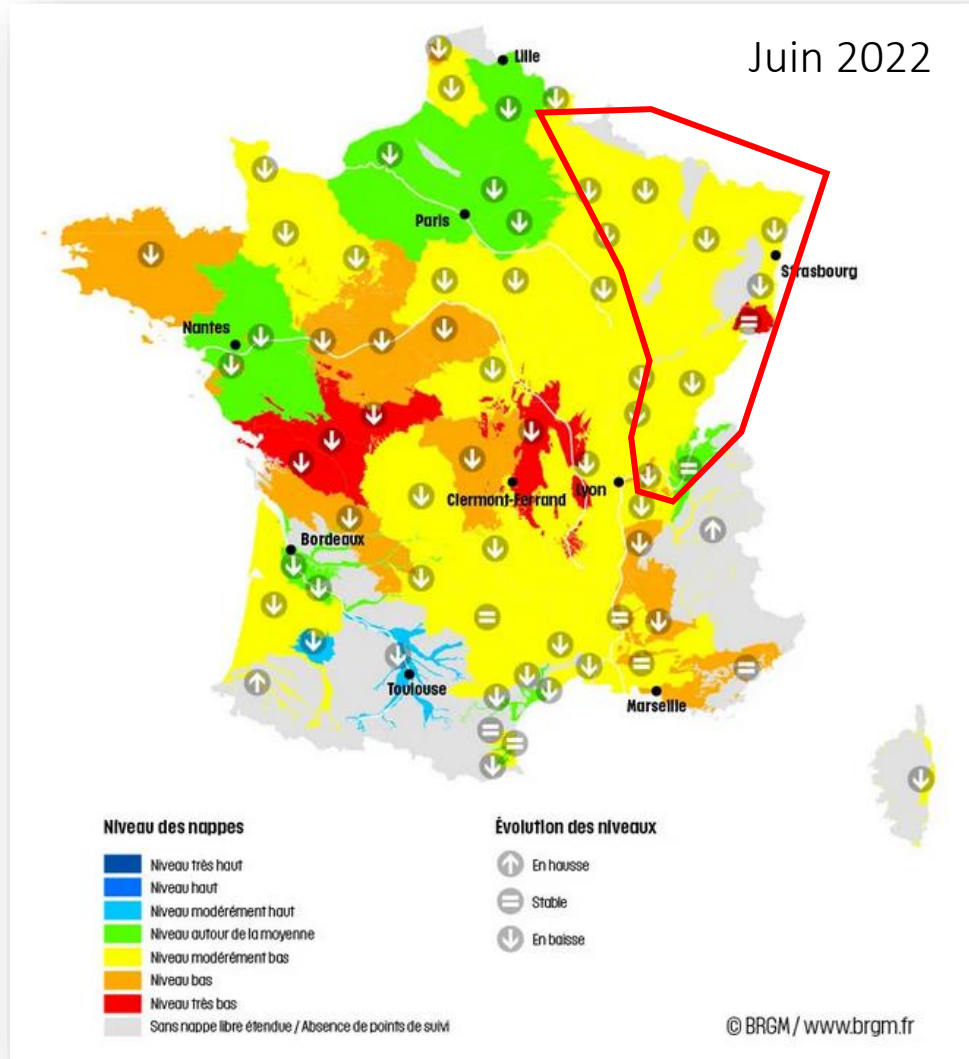 Juin 2022
Lille
Paris
Strasbourg
Nantes
Lyon
Clermont-Ferrand
Bordeaux
Toulouse
Marseille
Niveau des nappes
Niveau très haut
Niveau haut
Niveau modérément haut
Niveau autour de la moyenne
Niveau modérément bas
Niveau bas
Niveau très bas
Sans nappe libre étendue / Absence de points de suivi
Évolution des niveaux
En hausse
Stable
En baisse
© BRGM / www.brgm.fr